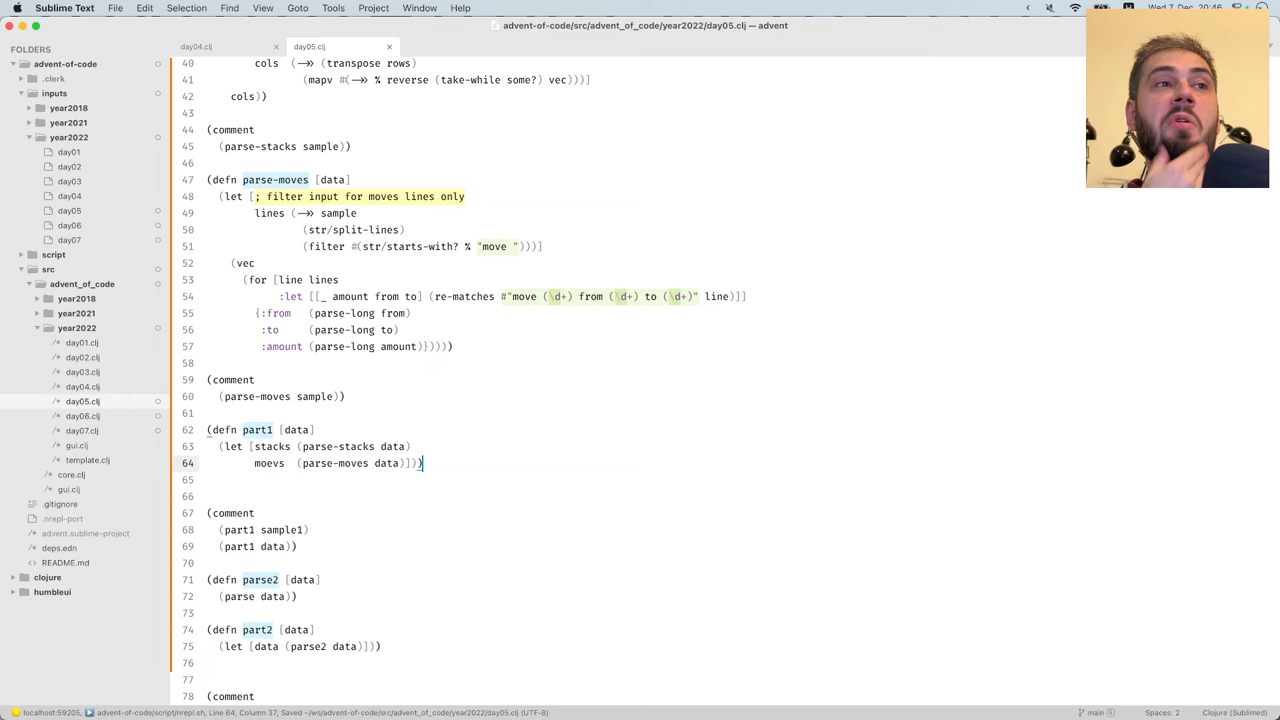 Sublime Text File Edit Selection Find View Goto Tools Project Window Help
W 7 Dec 20:46
advent-of-code/src/advent_of_code/year2022/day05.clj — advent
FOLDERS
advent-of-code
.clerk
inputs
year2018
year2021
year2022
day01
day02
day03
day04
day05
day06
day07
script
src
advent_of_code
year2018
year2021
year2022
day01.clj
day02.clj
day03.clj
day04.clj
day05.clj
day06.clj
day07.clj
gui.clj
template.clj
core.clj
gui.clj
.gitignore
.nrepl-port
advent.sublime-project
deps.edn
README.md
clojure
humbleui
day04.clj × day05.clj ×
40 cols (->> (transpose rows)
41 (mapv #(->> % reverse (take-while some?) vec)))]
42 cols))
43
44 (comment
45 (parse-stacks sample))
46
47 (defn parse-moves [data]
48 (let [; filter input for moves lines only
49 lines (->> sample
50 (str/split-lines)
51 (filter #(str/starts-with? % "move ")))]
52 (vec
53 (for [line lines
54 :let [[_ amount from to] (re-matches #"move (\d+) from (\d+) to (\d+)" line)]]
55 {:from (parse-long from)
56 :to (parse-long to)
57 :amount (parse-long amount)}))))
58
59 (comment
60 (parse-moves sample))
61
62 (defn part1 [data]
63 (let [stacks (parse-stacks data)
64 moevs (parse-moves data)]))
65
66
67 (comment
68 (part1 sample1)
69 (part1 data))
70
71 (defn parse2 [data]
72 (parse data))
73
74 (defn part2 [data]
75 (let [data (parse2 data)]))
76
77
78 (comment
localhost:59205, advent-of-code/script/nrepl.sh, Line 64, Column 37; Saved ~/ws/advent-of-code/src/advent_of_code/year2022/day05.clj (UTF-8)
main 6 Spaces: 2 Clojure (Sublimed)